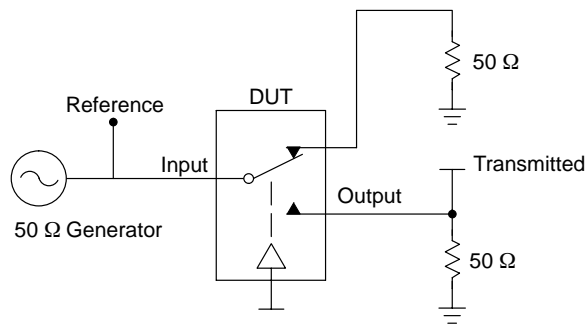 50 Ω
DUT
Reference
Input
Transmitted
Output
50 Ω Generator
50 Ω